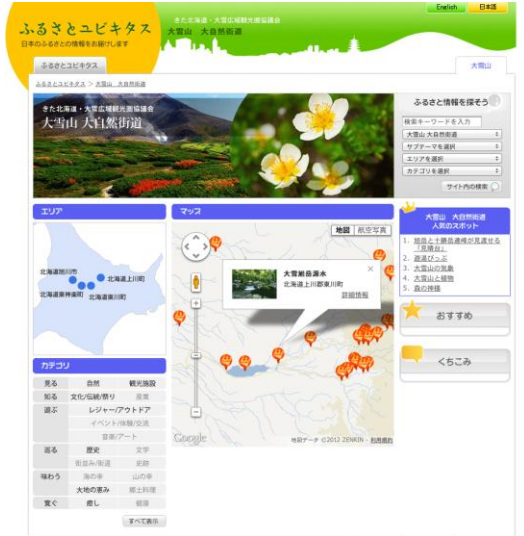 English
日本語
ふるさとユビキタス
日本のふるさとの情報をお届けします
きた北海道・大雪広域観光圏協議会
大雪山 大自然街道
ふるさとユビキタス
大雪山
ふるさとユビキタス > 大雪山 大自然街道
きた北海道・大雪広域観光圏協議会
大雪山 大自然街道
ふるさと情報を探そう
検索キーワードを入力
大雪山 大自然街道
サブテーマを選択
エリアを選択
カテゴリを選択
サイト内の検索
エリア
北海道旭川市
北海道上川町
北海道東神楽町
北海道東川町
カテゴリ
見る 自然 観光施設
知る 文化/伝統/祭り 産業
遊ぶ レジャー/アウトドア
イベント/体験/交流
音楽/アート
巡る 歴史 文学
街並み/街道 史跡
味わう 海の幸 山の幸
大地の恵み 郷土料理
寛ぐ 癒し 健康
すべて表示
マップ
地図 航空写真
大雪旭岳源水
北海道上川郡東川町
詳細情報
Google
地図データ ©2012 ZENRIN - 利用規約
大雪山 大自然街道
人気のスポット
1. 旭岳と十勝岳連峰が見渡せる「見晴台」
2. 遊湯ぴっぷ
3. 大雪山の気象
4. 大雪山と植物
5. 森の神様
おすすめ
くちこみ